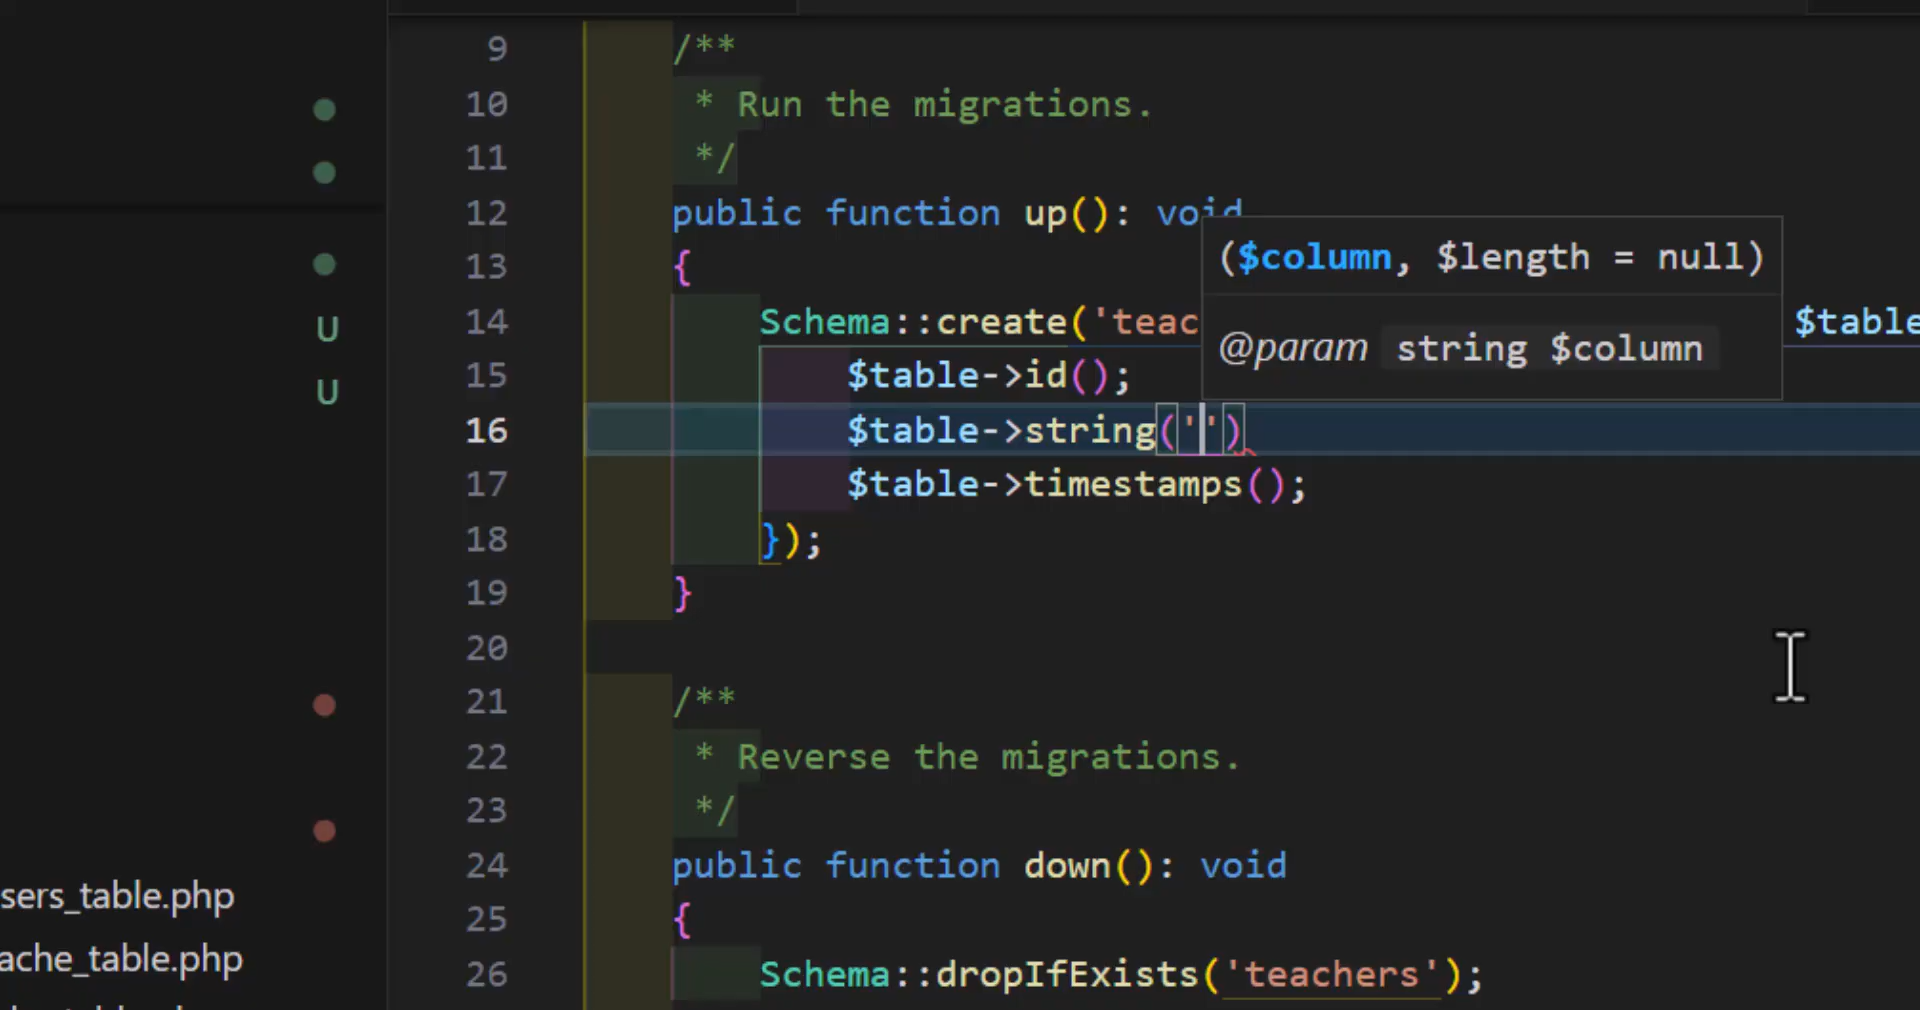 9 /**
10 * Run the migrations.
11 */
12 public function up(): void
($column, $length = null)
13 {
14 Schema::create('teac $table
@param string $column
15 $table->id();
16 $table->string('')
17 $table->timestamps();
18 });
19 }
20
21 /**
22 * Reverse the migrations.
23 */
24 public function down(): void
25 {
26 Schema::dropIfExists('teachers');
U
U
sers_table.php
ache_table.php